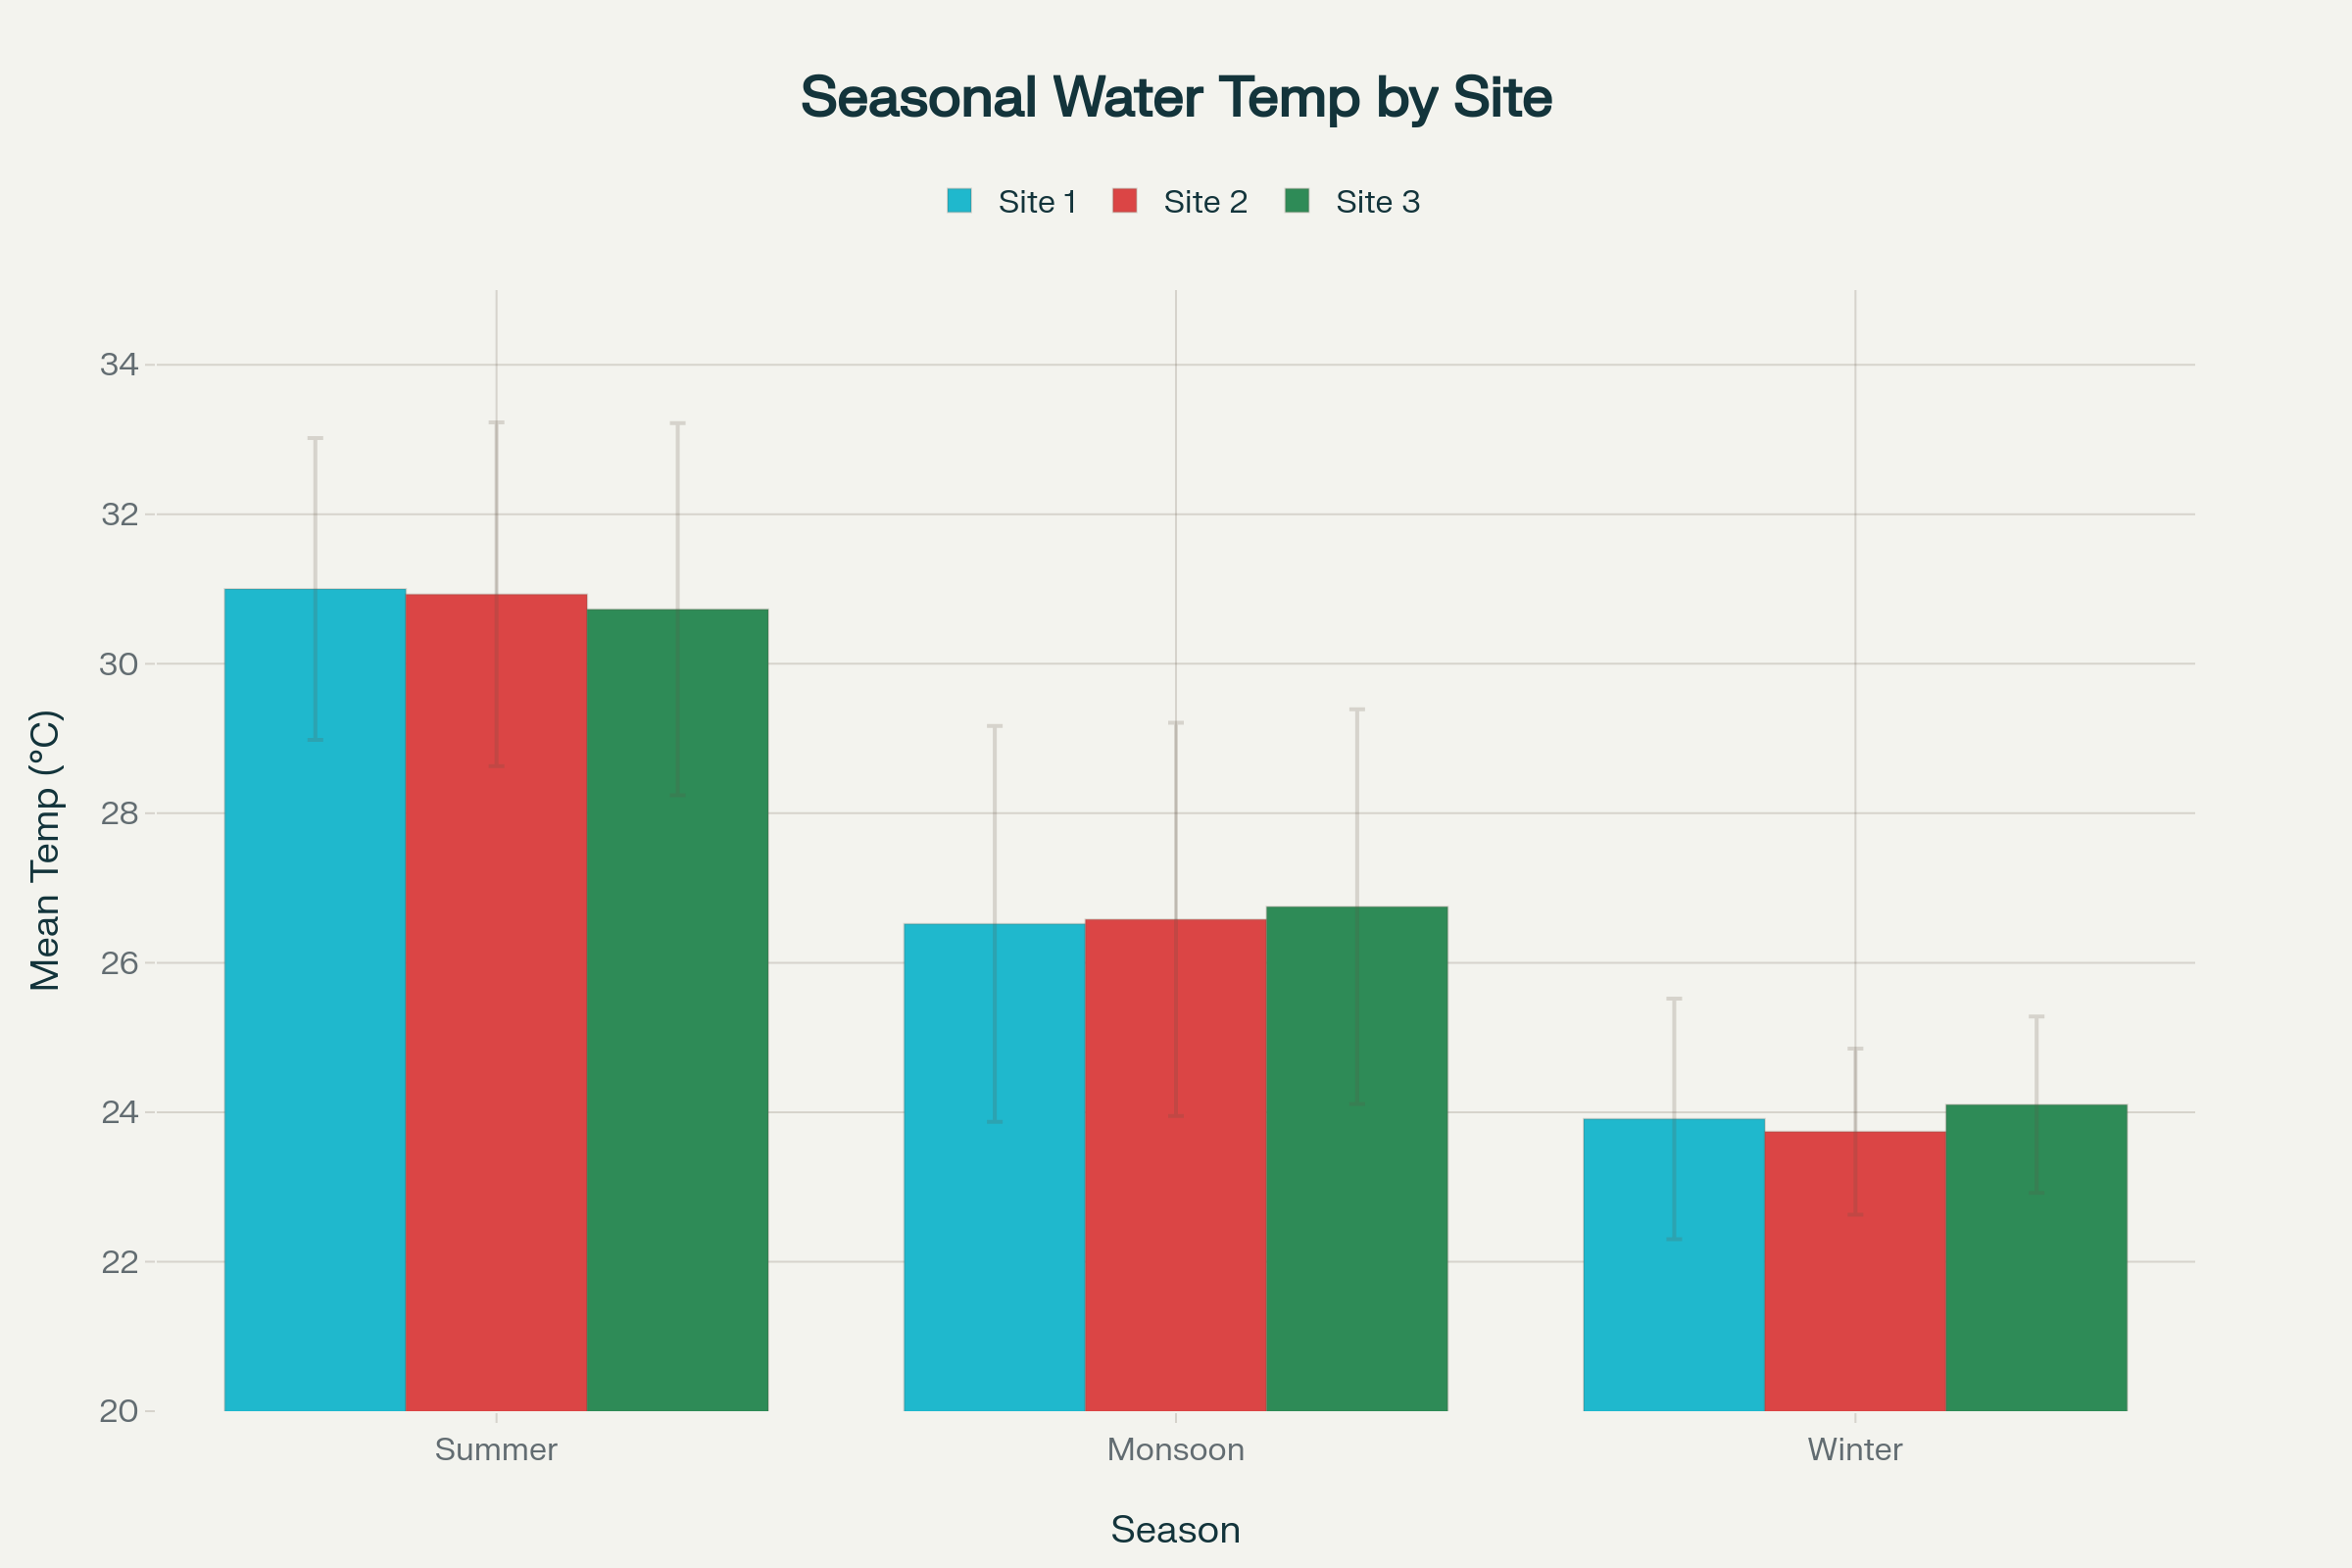 Seasonal Water Temp by Site
Site 1 Site 2 Site 3
Mean Temp (°C)
34
32
30
28
26
24
22
20
Summer Monsoon Winter
Season